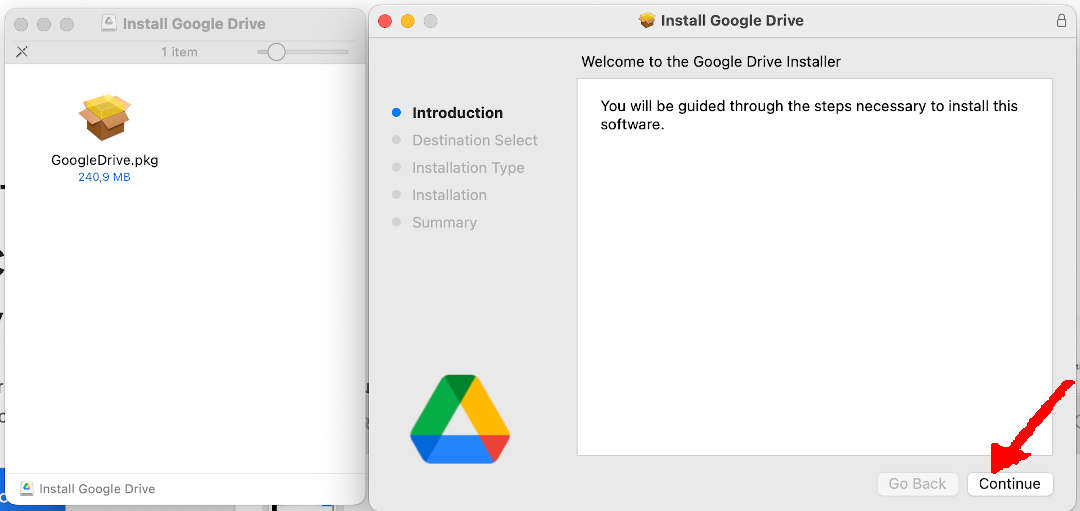 Install Google Drive
1 item
GoogleDrive.pkg
240,9 MB
Install Google Drive
Install Google Drive
Welcome to the Google Drive Installer
Introduction
Destination Select
Installation Type
Installation
Summary
You will be guided through the steps necessary to install this
software.
Go Back
Continue